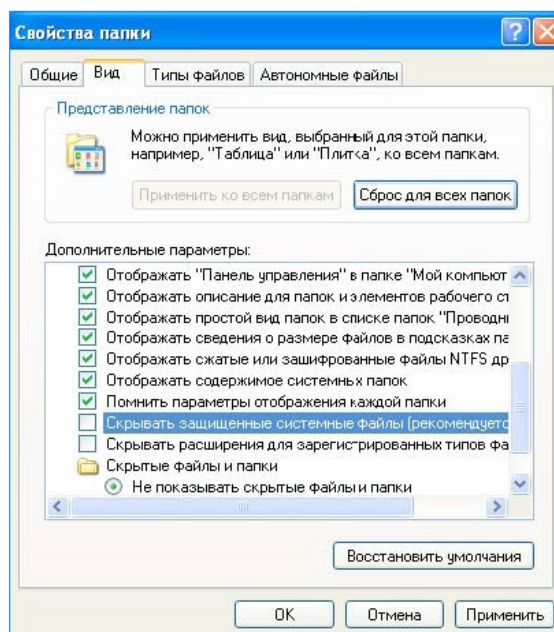 Свойства папки
Общие Вид Типы файлов Автономные файлы
Представление папок
Можно применить вид, выбранный для этой папки,
например, "Таблица" или "Плитка", ко всем папкам.
Применить ко всем папкам Сброс для всех папок
Дополнительные параметры:
Отображать "Панель управления" в папке "Мой компьют
Отображать описание для папок и элементов рабочего ст
Отображать простой вид папок в списке папок "Проводни
Отображать сведения о размере файлов в подсказках па
Отображать сжатые или зашифрованные файлы NTFS др
Отображать содержимое системных папок
Помнить параметры отображения каждой папки
Скрывать защищенные системные файлы (рекомендуетс
Скрывать расширения для зарегистрированных типов фа
Скрытые файлы и папки
Не показывать скрытые файлы и папки
Восстановить умолчания
OK Отмена Применить